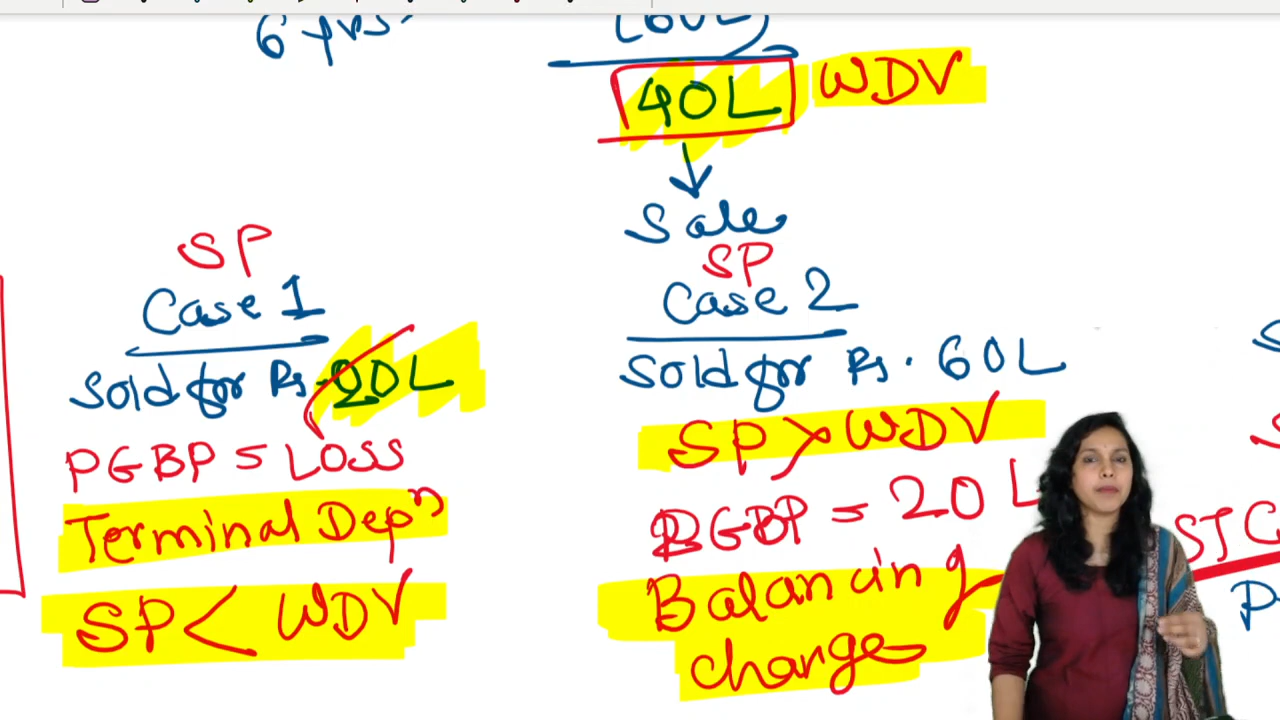 6 yrs
(60L)
40L WDV
Sale
SP
Case 1
Sold for Rs. 20L
PGBP = Loss
Terminal Depn
SP < WDV
SP
Case 2
Sold for Rs. 60L
SP > WDV
PGBP = 20 L
Balancing
charge
STC